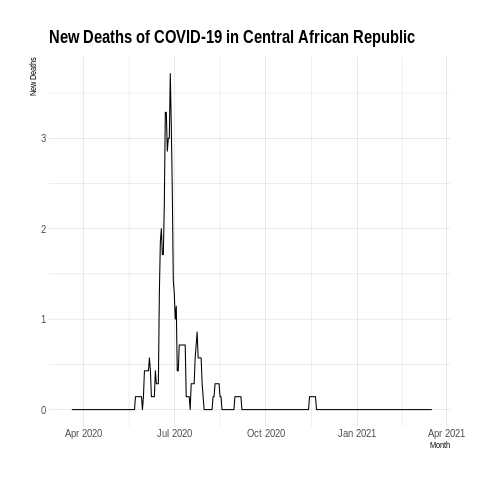 New Deaths of COVID-19 in Central African Republic
New Deaths
3
2
1
0
Apr 2020 Jul 2020 Oct 2020 Jan 2021 Apr 2021
Month